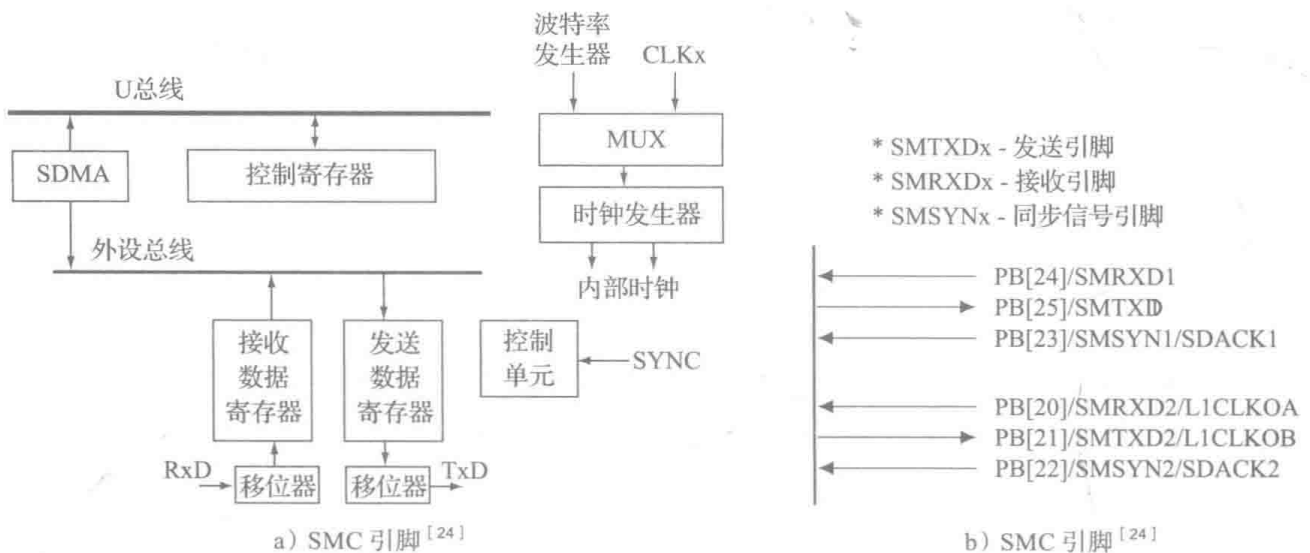 波特率
发生器
CLKx
U总线
MUX
SDMA
控制寄存器
时钟发生器
外设总线
内部时钟
接收
数据
寄存器
发送
数据
寄存器
控制
单元
SYNC
RxD
移位器
移位器
TxD
a) SMC 引脚[24]
* SMTXDx - 发送引脚
* SMRXDx - 接收引脚
* SMSYNx - 同步信号引脚
PB[24]/SMRXD1
PB[25]/SMTXD
PB[23]/SMSYN1/SDACK1
PB[20]/SMRXD2/L1CLKOA
PB[21]/SMTXD2/L1CLKOB
PB[22]/SMSYN2/SDACK2
b) SMC 引脚[24]